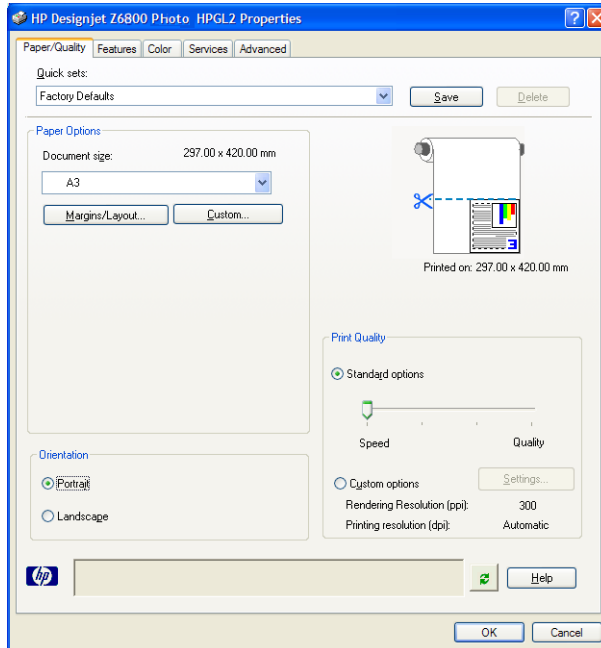 HP Designjet Z6800 Photo HPGL2 Properties
Paper/Quality Features Color Services Advanced
Quick sets:
Factory Defaults Save Delete
Paper Options
Document size: 297.00 x 420.00 mm
A3
Margins/Layout... Custom...
Printed on: 297.00 x 420.00 mm
Print Quality
Standard options
Speed Quality
Custom options Settings...
Rendering Resolution (ppi): 300
Printing resolution (dpi): Automatic
Orientation
Portrait
Landscape
hp Help
OK Cancel